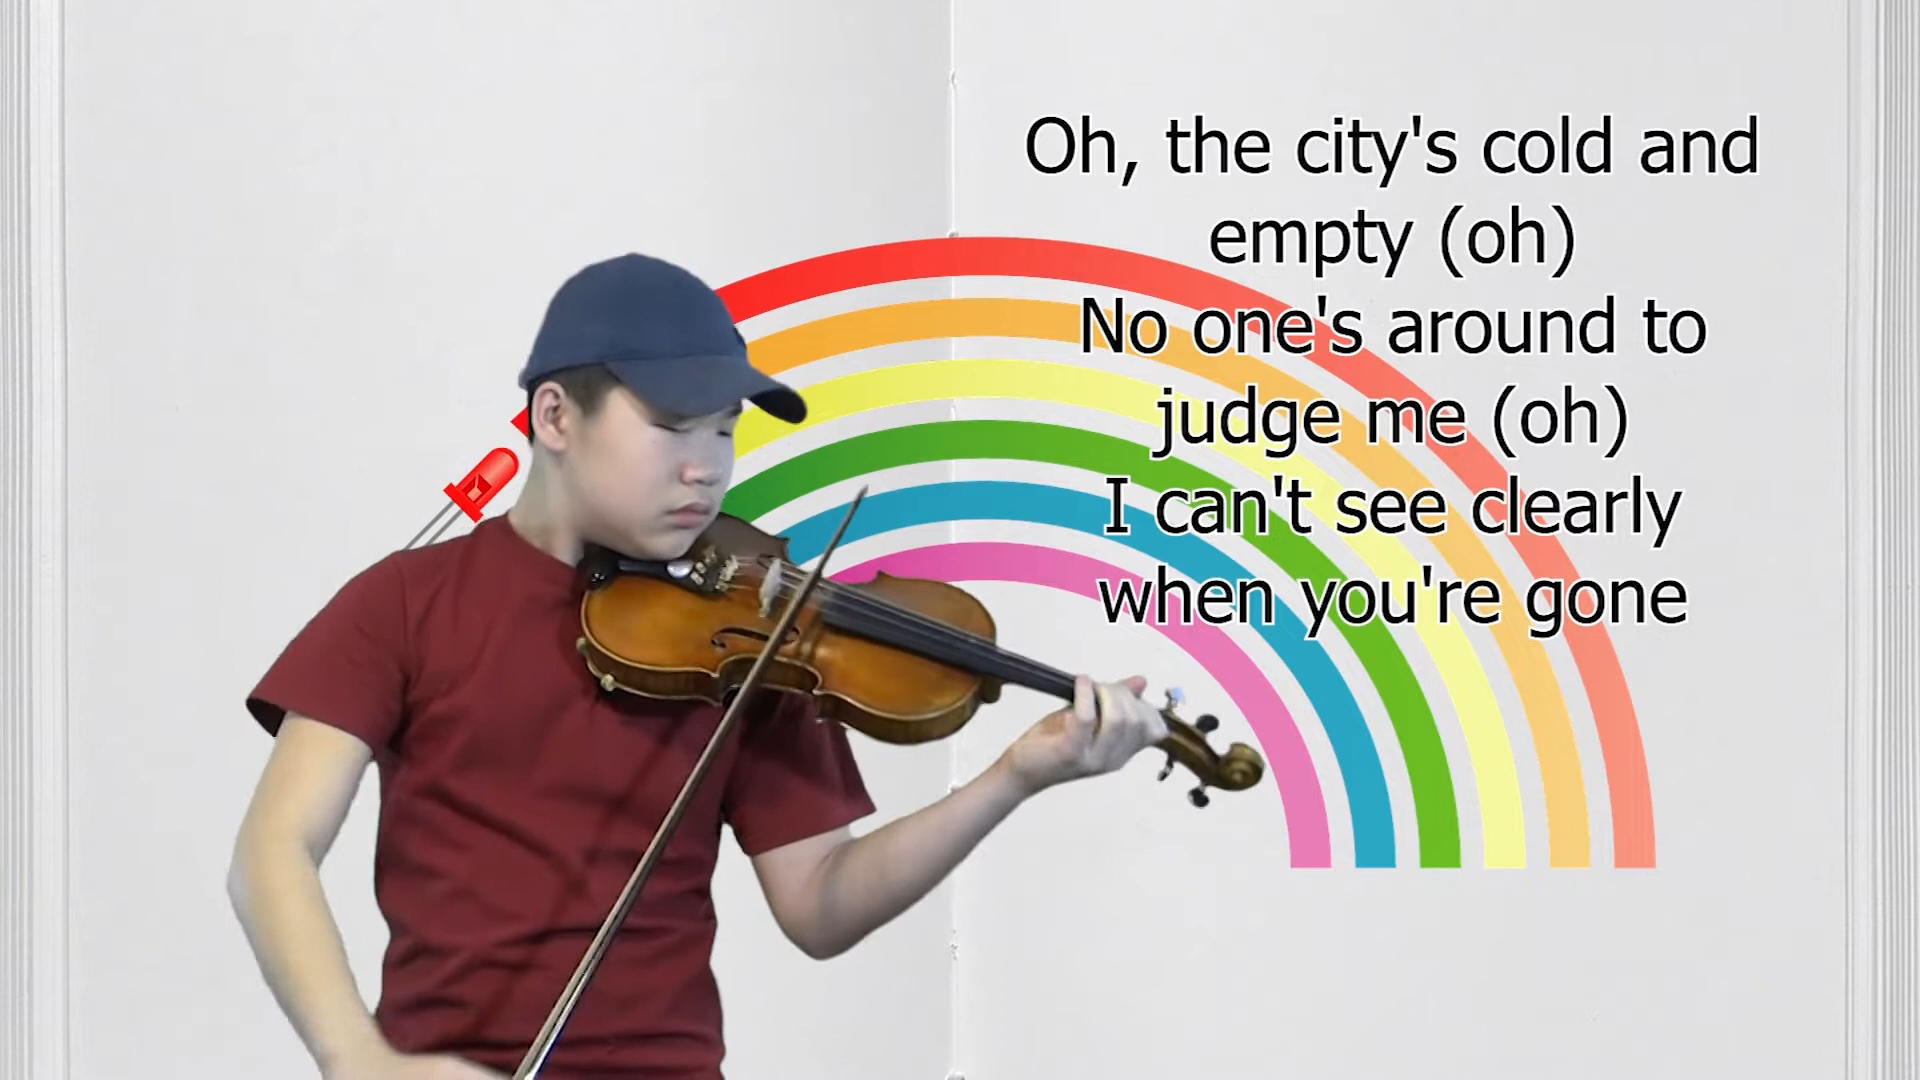 Oh, the city's cold and
empty (oh)
No one's around to
judge me (oh)
I can't see clearly
when you're gone